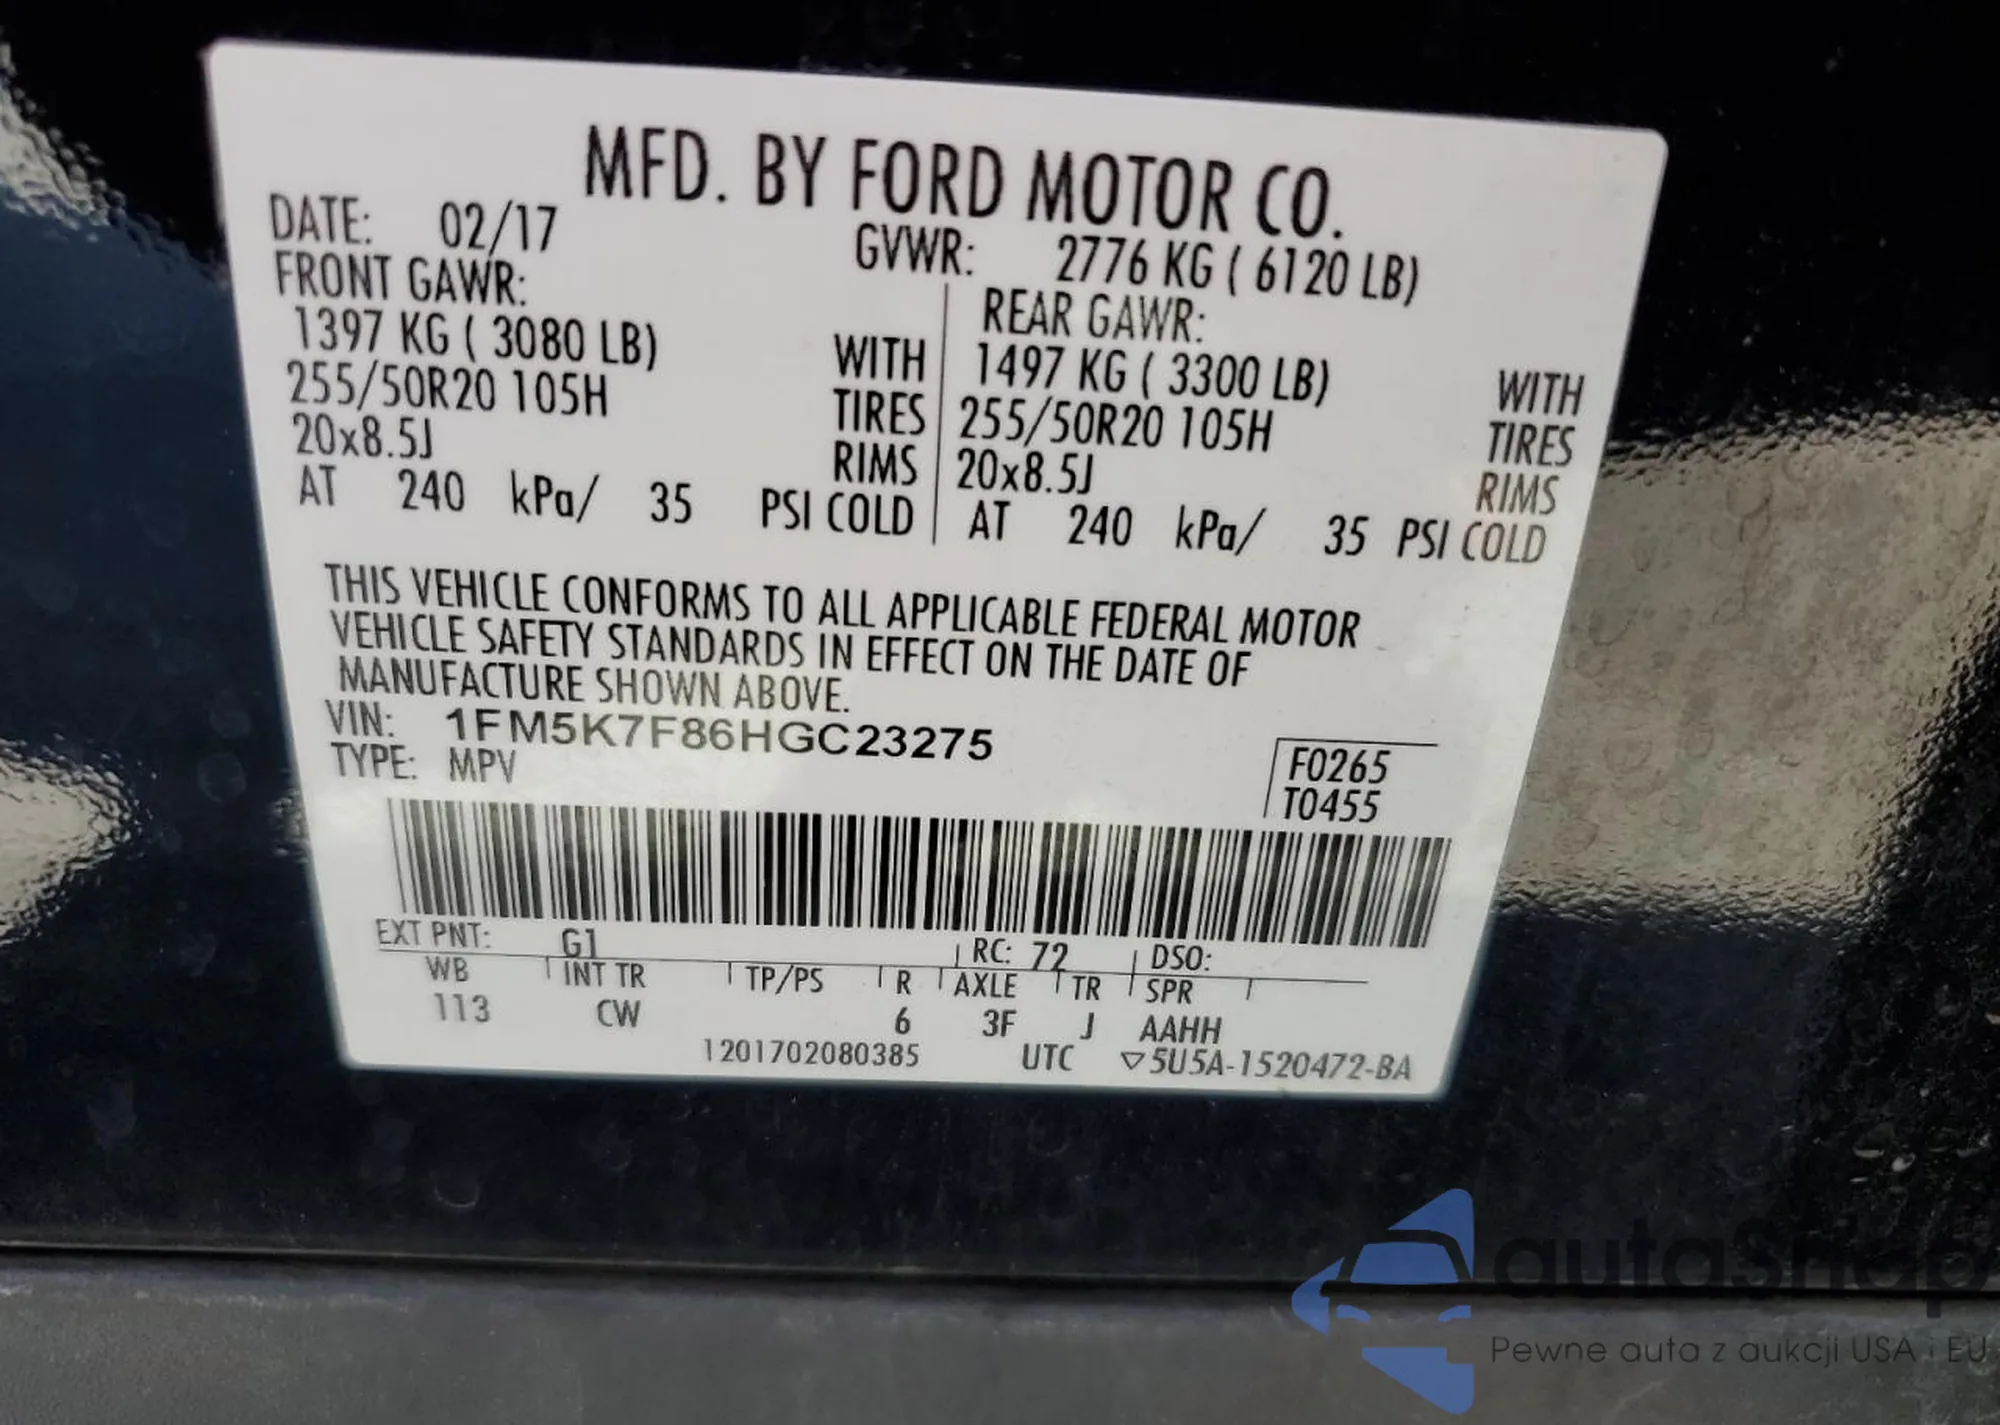 MFD. BY FORD MOTOR CO.
DATE: 02/17 GVWR: 2776 KG ( 6120 LB)
FRONT GAWR: REAR GAWR:
1397 KG ( 3080 LB) WITH 1497 KG ( 3300 LB) WITH
255/50R20 105H TIRES 255/50R20 105H TIRES
20x8.5J RIMS 20x8.5J RIMS
AT 240 kPa/ 35 PSI COLD AT 240 kPa/ 35 PSI COLD
THIS VEHICLE CONFORMS TO ALL APPLICABLE FEDERAL MOTOR
VEHICLE SAFETY STANDARDS IN EFFECT ON THE DATE OF
MANUFACTURE SHOWN ABOVE.
VIN: 1FM5K7F86HGC23275
TYPE: MPV
F0265
T0455
EXT PNT: G1 RC: 72 DSO:
WB INT TR TP/PS R AXLE TR SPR
113 CW 6 3F J AAHH
1201702080385 UTC ▽5U5A-1520472-BA
autaSnap
Pewne auta z aukcji USA i EU